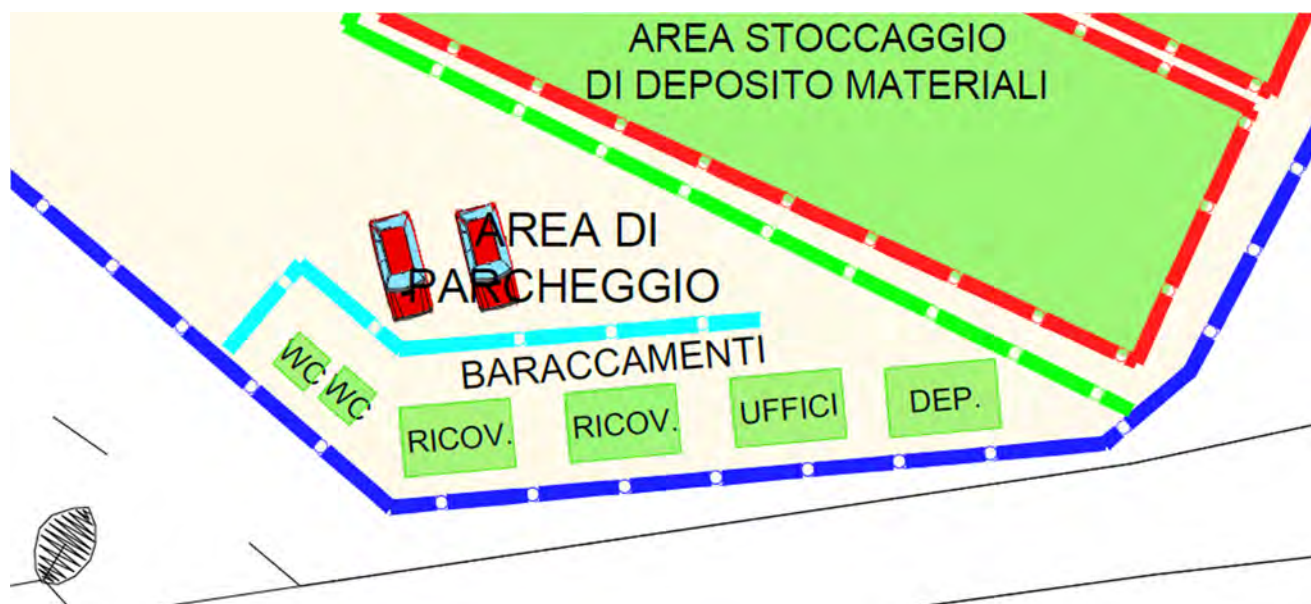 AREA STOCCAGGIO
DI DEPOSITO MATERIALI
AREA DI
PARCHEGGIO
BARACCAMENTI
WC
WC
RICOV.
RICOV.
UFFICI
DEP.